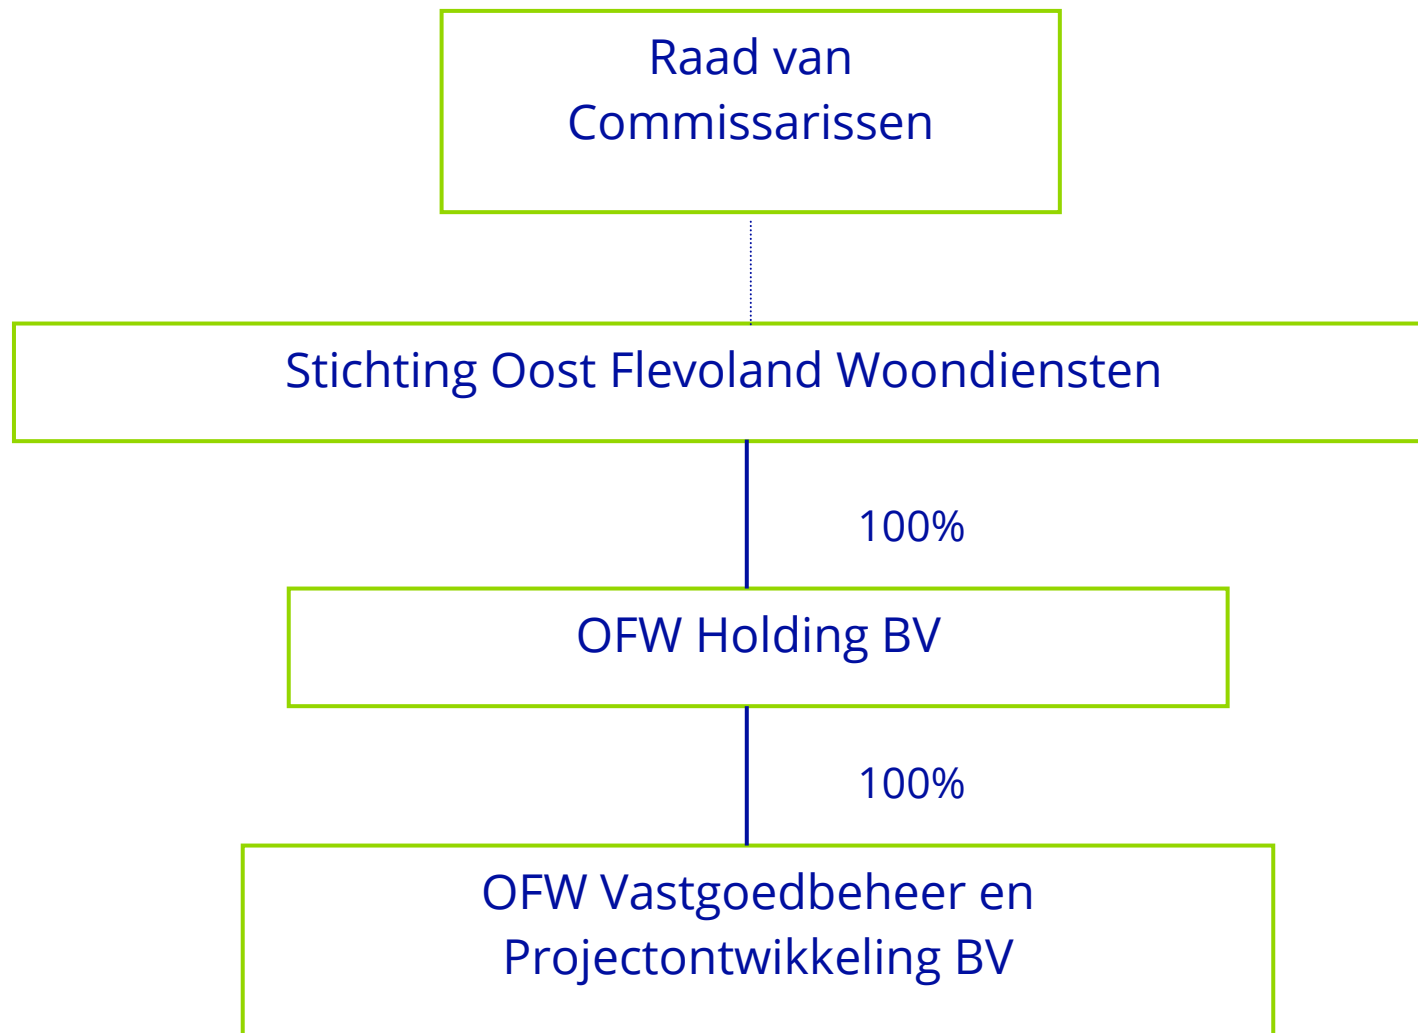 Raad van
Commissarissen
Stichting Oost Flevoland Woondiensten
100%
OFW Holding BV
100%
OFW Vastgoedbeheer en
Projectontwikkeling BV